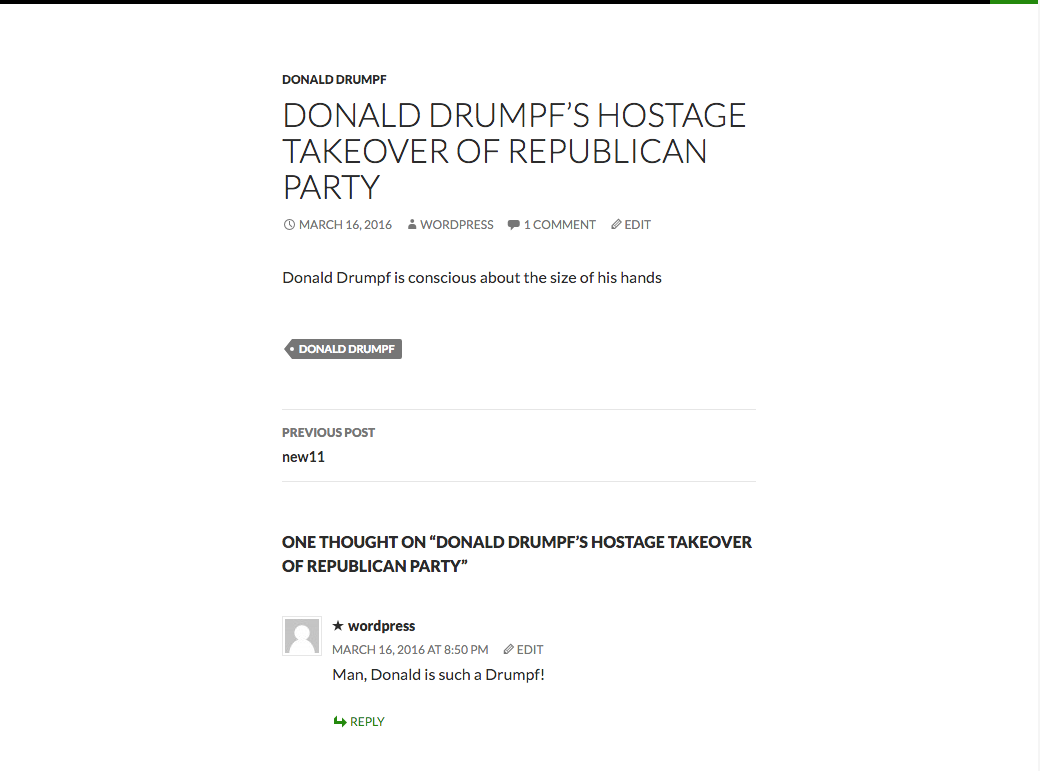 DONALD DRUMPF
DONALD DRUMPF’S HOSTAGE
TAKEOVER OF REPUBLICAN
PARTY
MARCH 16, 2016 WORDPRESS 1 COMMENT EDIT
Donald Drumpf is conscious about the size of his hands
DONALD DRUMPF
PREVIOUS POST
new11
ONE THOUGHT ON “DONALD DRUMPF’S HOSTAGE TAKEOVER
OF REPUBLICAN PARTY”
★ wordpress
MARCH 16, 2016 AT 8:50 PM EDIT
Man, Donald is such a Drumpf!
REPLY